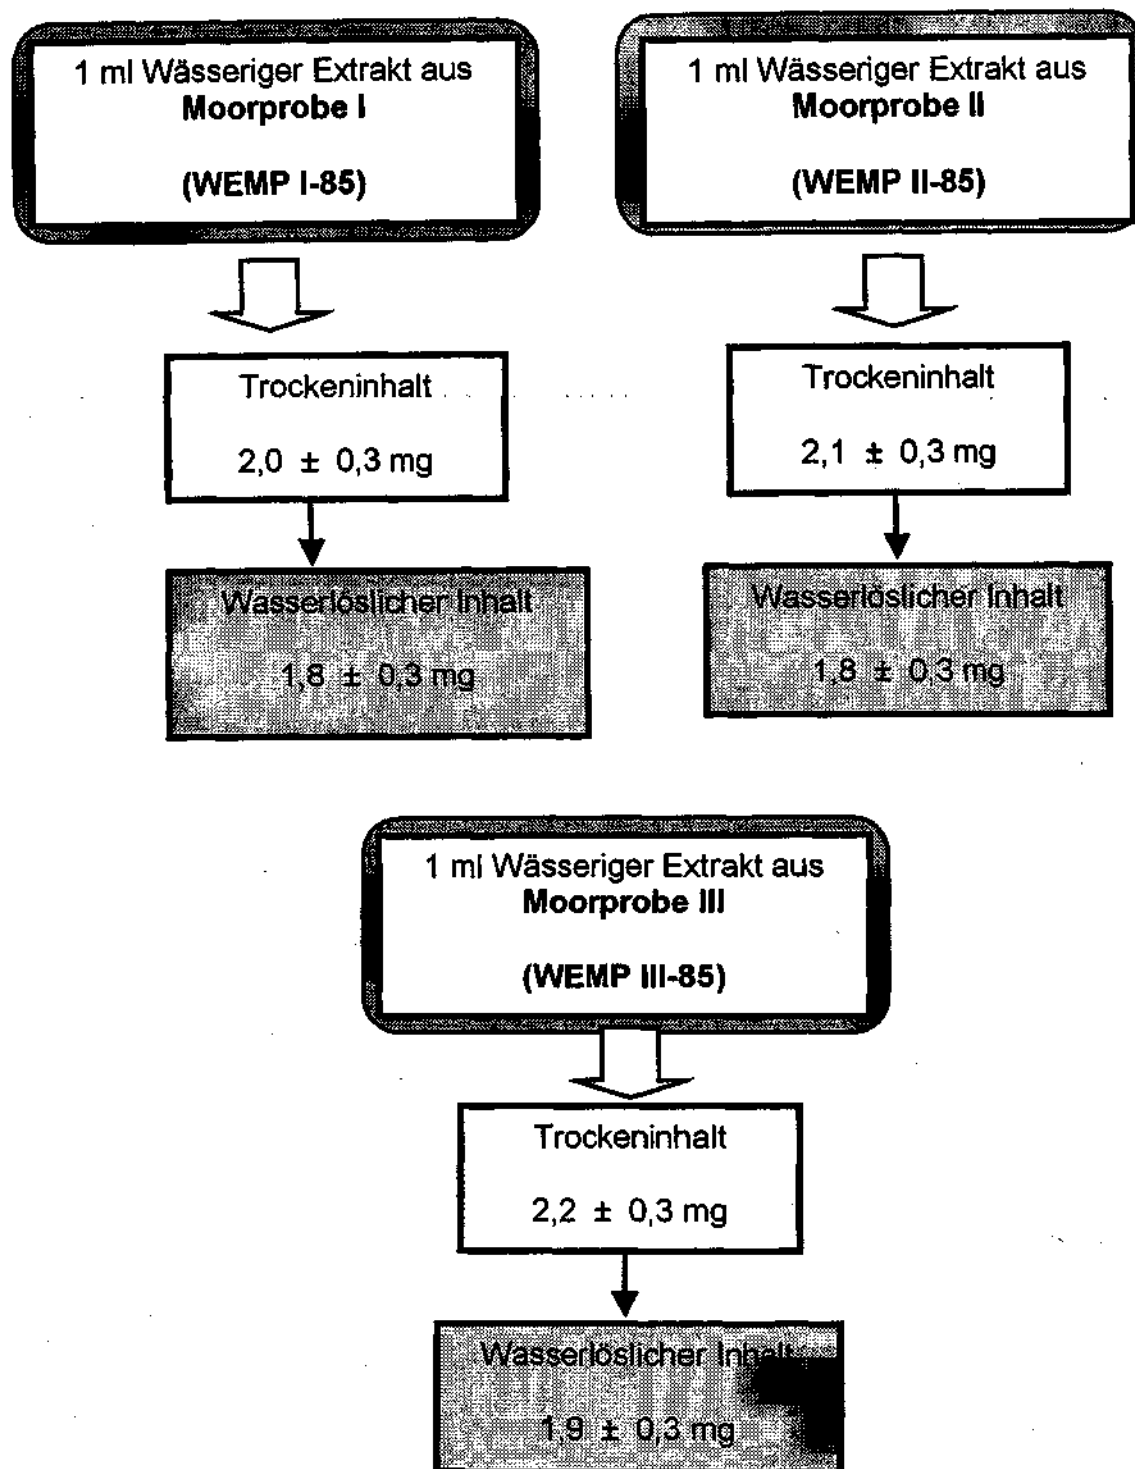 1 ml Wässeriger Extrakt aus
Moorprobe I
(WEMP I-85)
Trockeninhalt
2,0 ± 0,3 mg
Wasserlöslicher Inhalt
1,8 ± 0,3 mg
1 ml Wässeriger Extrakt aus
Moorprobe II
(WEMP II-85)
Trockeninhalt
2,1 ± 0,3 mg
Wasserlöslicher Inhalt
1,8 ± 0,3 mg
1 ml Wässeriger Extrakt aus
Moorprobe III
(WEMP III-85)
Trockeninhalt
2,2 ± 0,3 mg
Wasserlöslicher Inhalt
1,9 ± 0,3 mg